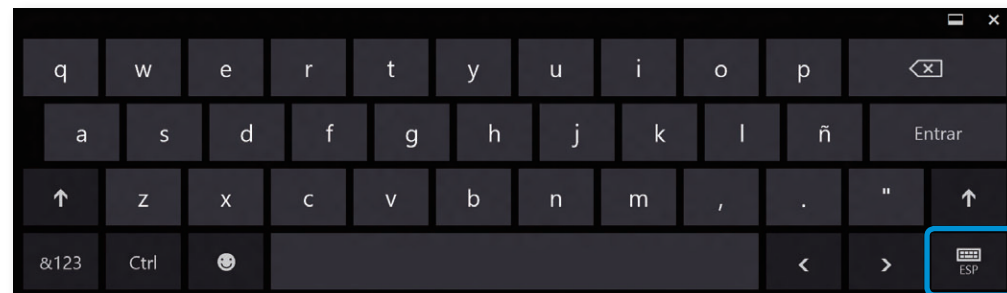 q w e r t y u i o p
a s d f g h j k l ñ Entrar
z x c v b n m , . "
&123 Ctrl < >
ESP